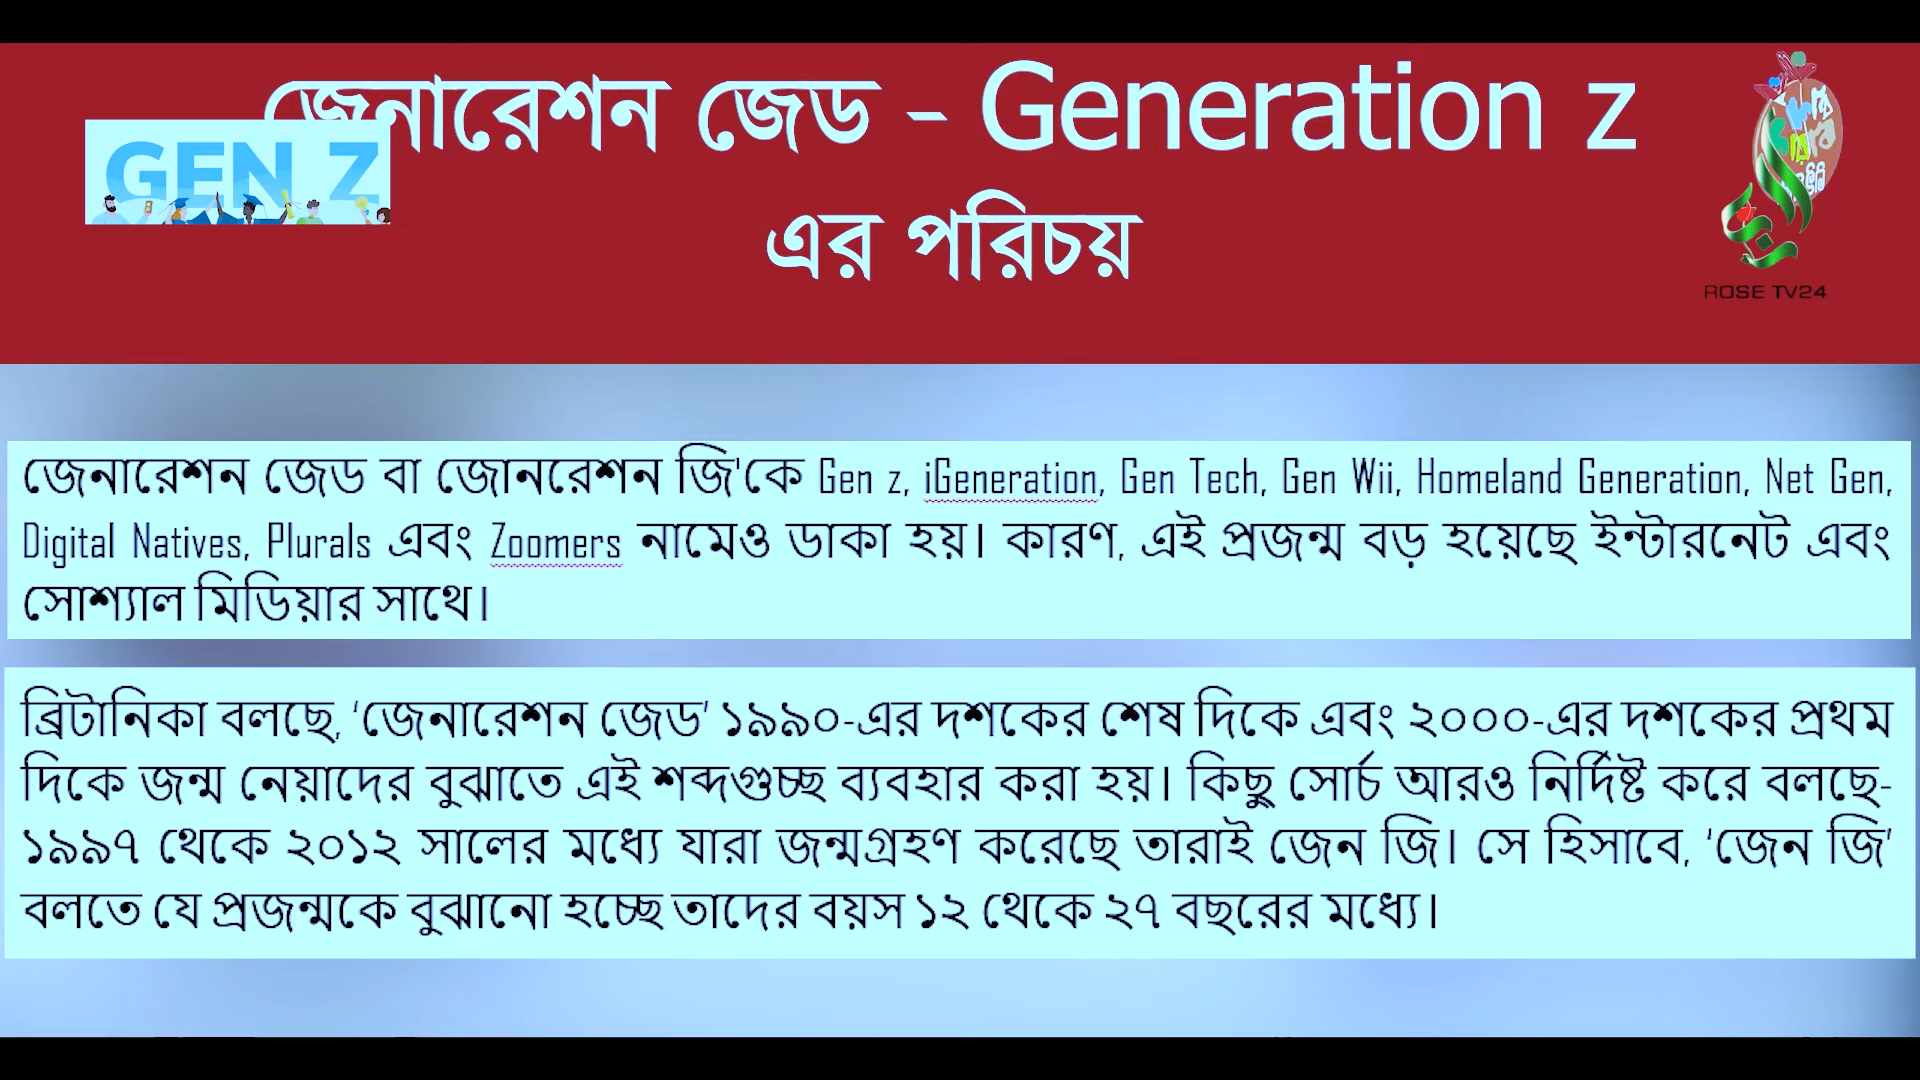 জেনারেশন জেড - Generation z
GEN Z
এর পরিচয়
ROSE TV24
জেনারেশন জেড বা জোনরেশন জি'কে Gen z, iGeneration, Gen Tech, Gen Wii, Homeland Generation, Net Gen,
Digital Natives, Plurals এবং Zoomers নামেও ডাকা হয়। কারণ, এই প্রজন্ম বড় হয়েছে ইন্টারনেট এবং
সোশ্যাল মিডিয়ার সাথে।
ব্রিটানিকা বলছে, ‘জেনারেশন জেড’ ১৯৯০-এর দশকের শেষ দিকে এবং ২০০০-এর দশকের প্রথম
দিকে জন্ম নেয়াদের বুঝাতে এই শব্দগুচ্ছ ব্যবহার করা হয়। কিছু সোর্চ আরও নির্দিষ্ট করে বলছে-
১৯৯৭ থেকে ২০১২ সালের মধ্যে যারা জন্মগ্রহণ করেছে তারাই জেন জি। সে হিসাবে, ‘জেন জি’
বলতে যে প্রজন্মকে বুঝানো হচ্ছে তাদের বয়স ১২ থেকে ২৭ বছরের মধ্যে।